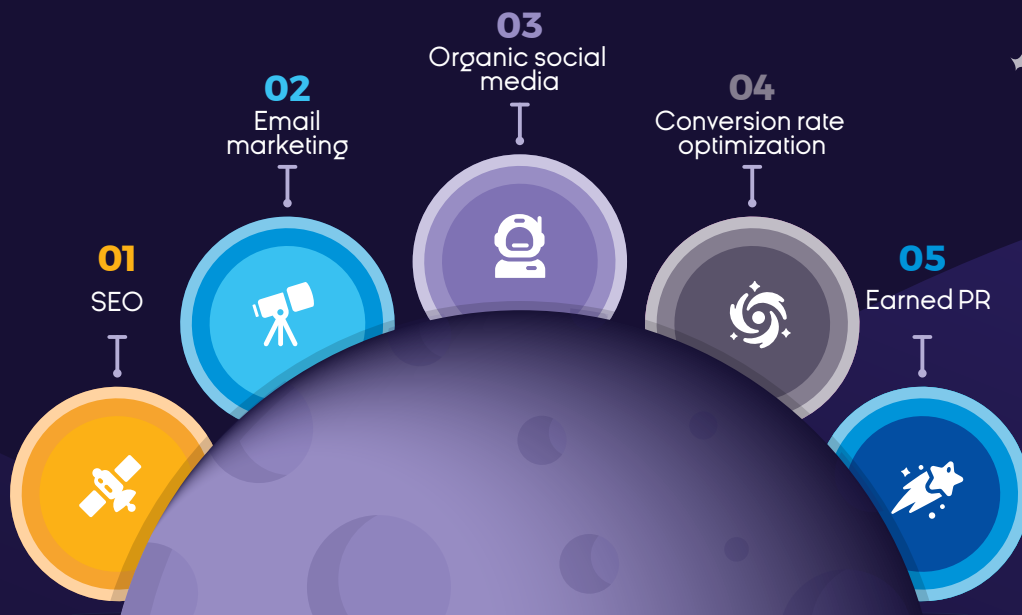 01
SEO
02
Email
marketing
03
Organic social
media
04
Conversion rate
optimization
05
Earned PR